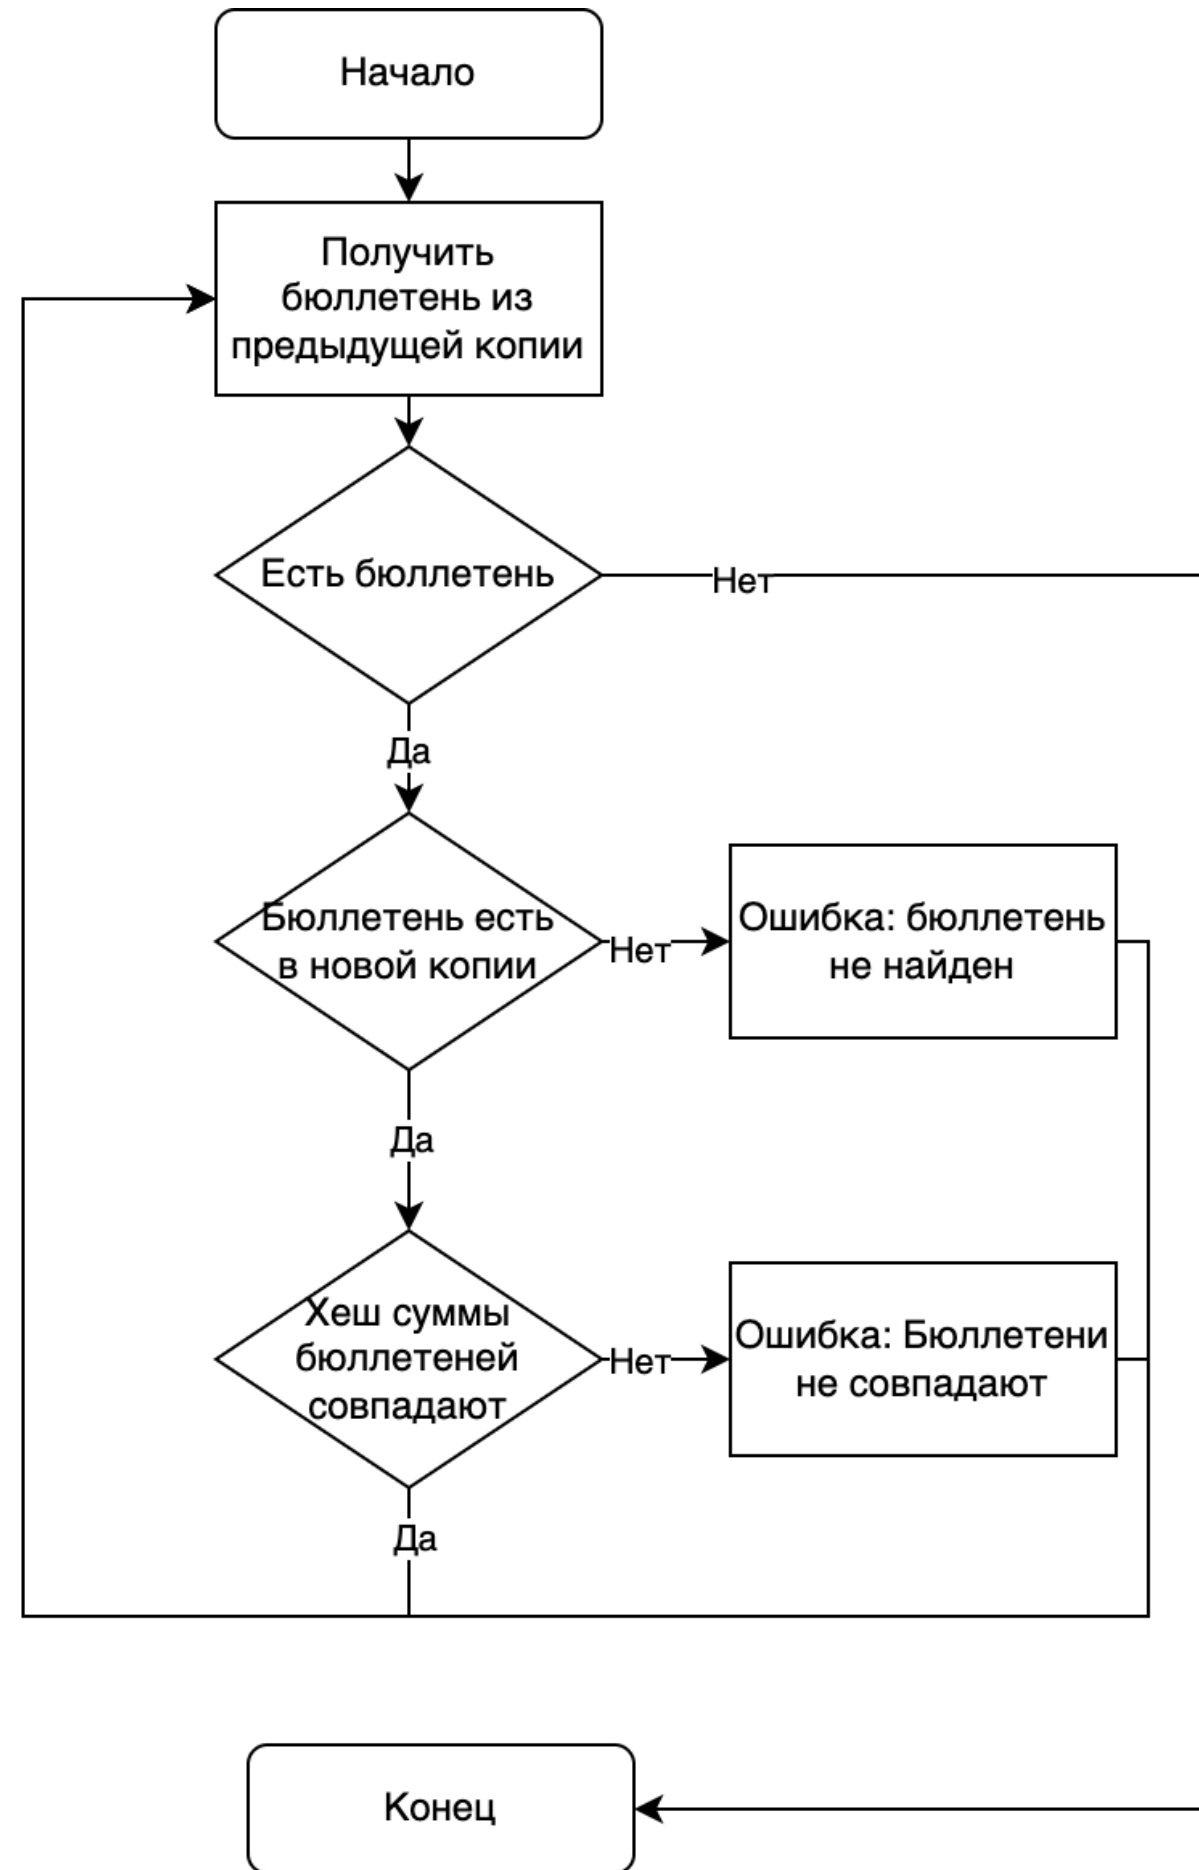 Начало
Получить
бюллетень из
предыдущей копии
Есть бюллетень
Нет
Да
Бюллетень есть
в новой копии
Нет
Ошибка: бюллетень
не найден
Да
Хеш суммы
бюллетеней
совпадают
Нет
Ошибка: Бюллетени
не совпадают
Да
Конец